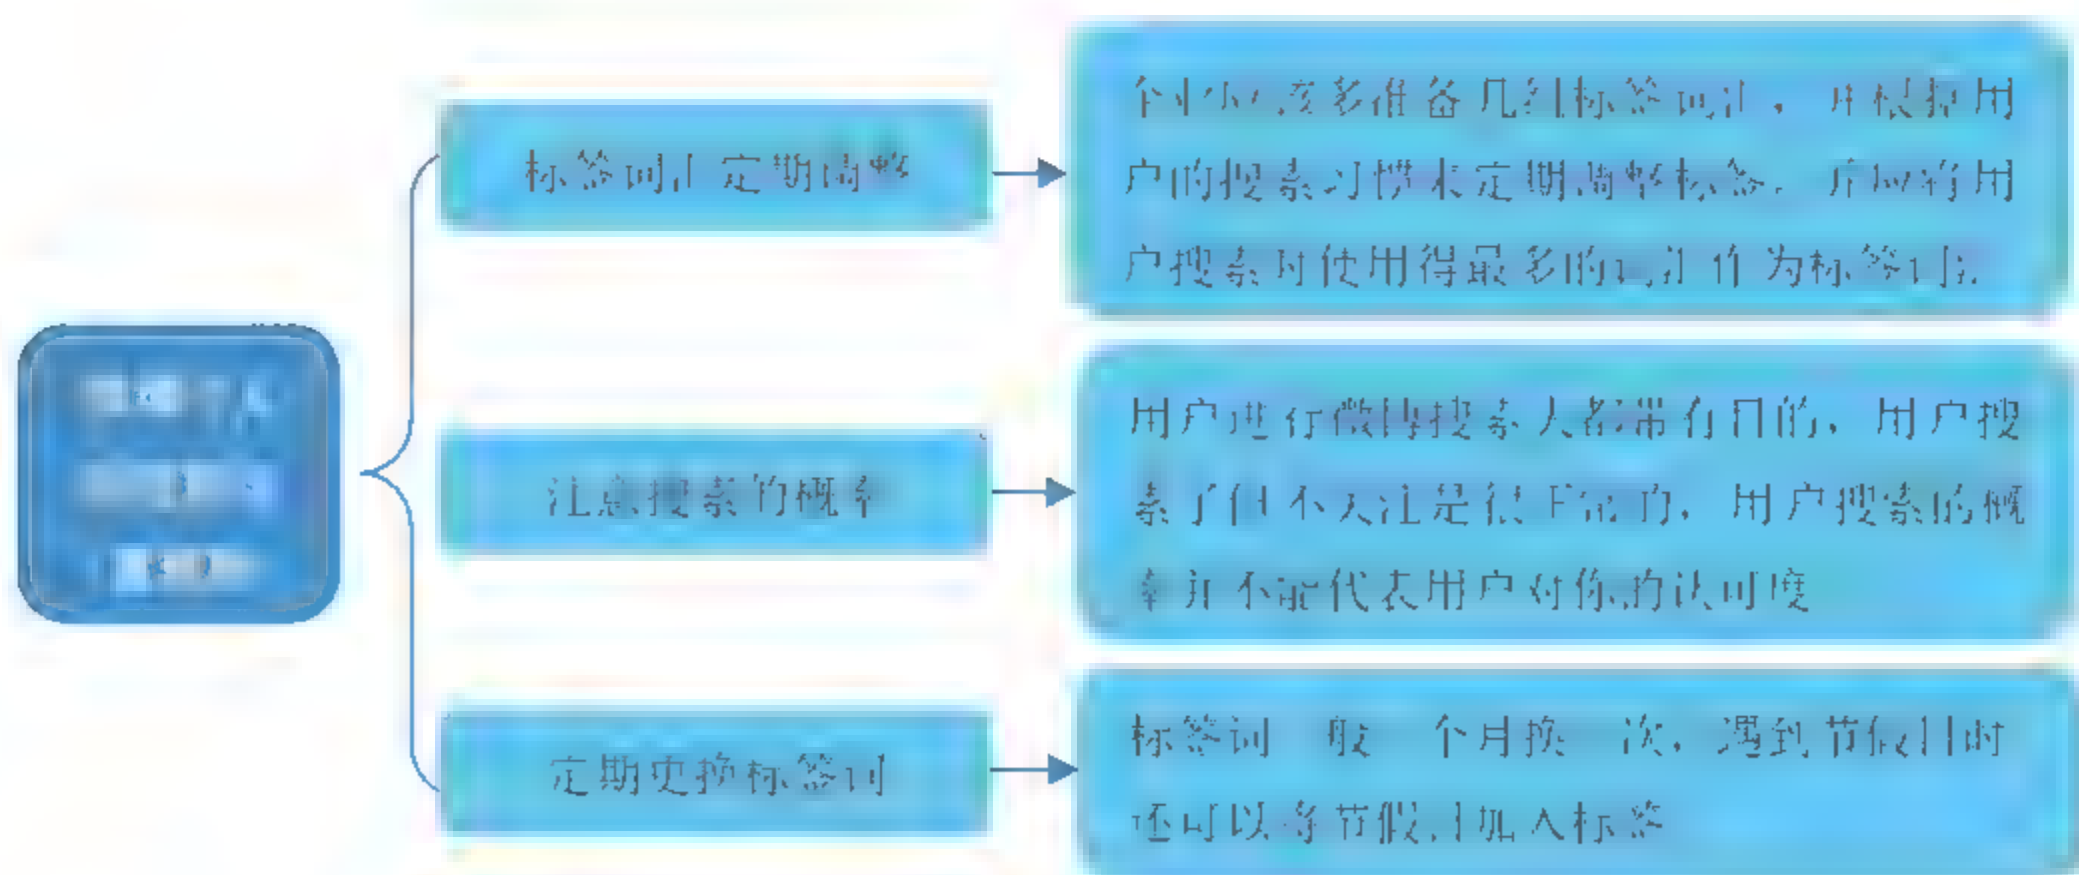 标签词汇定期调整
企业应该多准备几组标签词汇，并根据用
户的搜索习惯来定期调整标签，并应将用
户搜索时使用得最多的词汇作为标签词。
注意搜索的概率
用户进行微博搜索大都带有目的，用户搜
索了但不关注是很正常的，用户搜索的概
率并不能代表用户对你的认可度
定期更换标签词
标签词一般一个月换一次，遇到节假日时
还可以将节假日加入标签